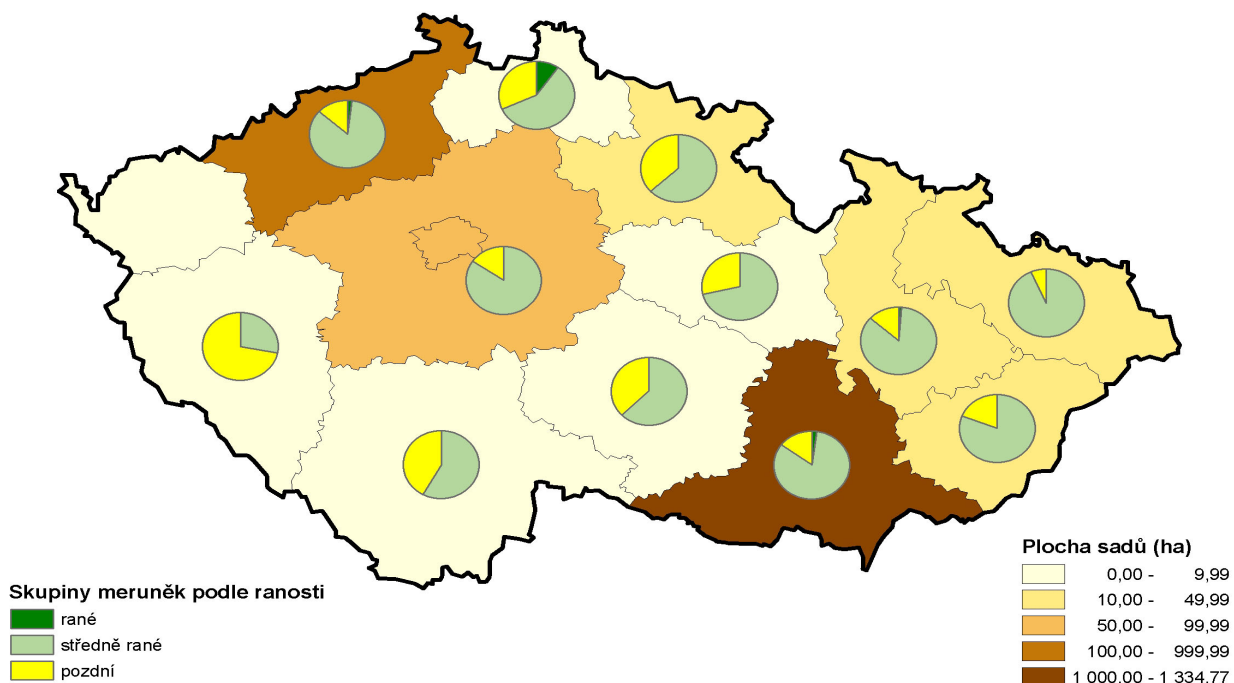 Skupiny meruněk podle ranosti
rané
středně rané
pozdní
Plocha sadů (ha)
0,00 - 9,99
10,00 - 49,99
50,00 - 99,99
100,00 - 999,99
1 000,00 - 1 334,77